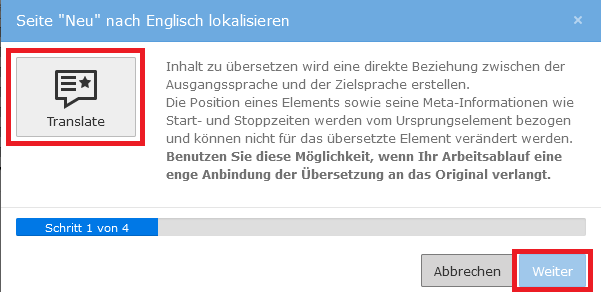 Seite "Neu" nach Englisch lokalisieren ×
Translate
Inhalt zu übersetzen wird eine direkte Beziehung zwischen der
Ausgangssprache und der Zielsprache erstellen.
Die Position eines Elements sowie seine Meta-Informationen wie
Start- und Stoppzeiten werden vom Ursprungselement bezogen
und können nicht für das übersetzte Element verändert werden.
Benutzen Sie diese Möglichkeit, wenn Ihr Arbeitsablauf eine
enge Anbindung der Übersetzung an das Original verlangt.
Schritt 1 von 4
Abbrechen Weiter